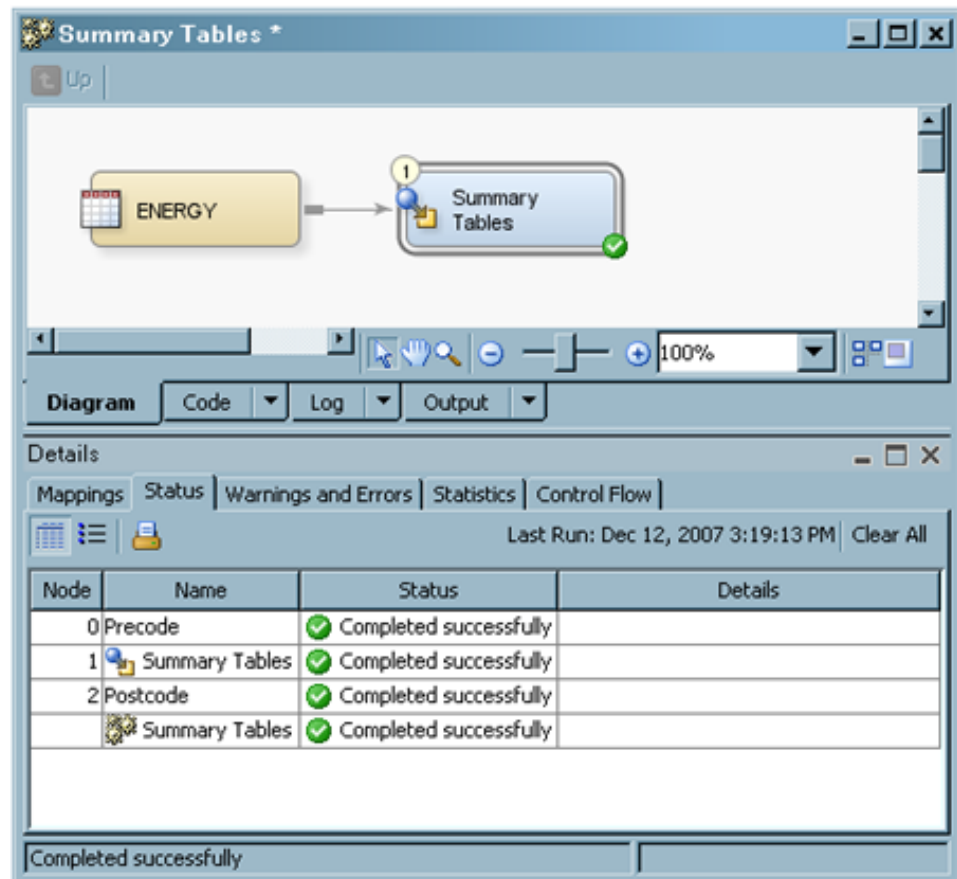 Summary Tables *
Up
ENERGY
1
Summary
Tables
100%
Diagram Code Log Output
Details
Mappings Status Warnings and Errors Statistics Control Flow
Last Run: Dec 12, 2007 3:19:13 PM Clear All
Node Name Status Details
0 Precode Completed successfully
1 Summary Tables Completed successfully
2 Postcode Completed successfully
Summary Tables Completed successfully
Completed successfully